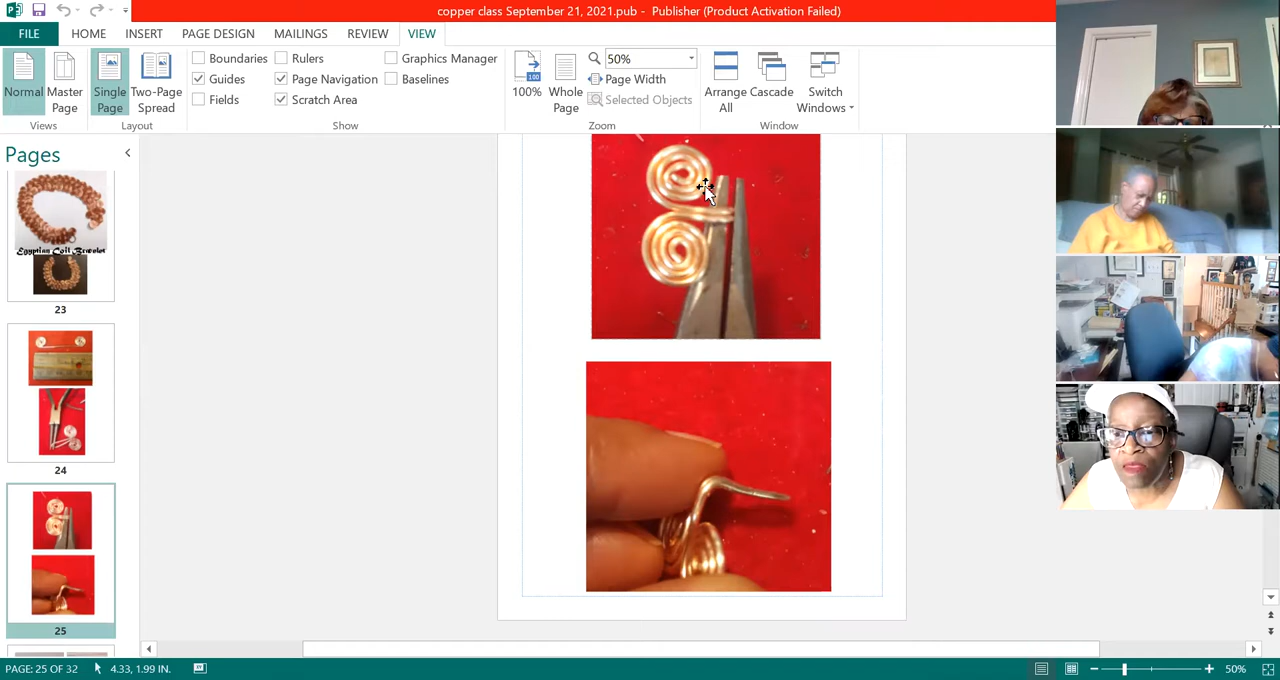 copper class September 21, 2021.pub - Publisher (Product Activation Failed)
FILE HOME INSERT PAGE DESIGN MAILINGS REVIEW VIEW
Normal
Master Page
Single Page
Two-Page Spread
Boundaries
Guides
Fields
Rulers
Page Navigation
Scratch Area
Graphics Manager
Baselines
100%
Whole Page
50%
Page Width
Selected Objects
Arrange All
Cascade
Switch Windows
Views
Layout
Show
Zoom
Window
Pages
Egyptian Coil Bracelet
23
24
25
PAGE: 25 OF 32
4.33, 1.99 IN.
50%